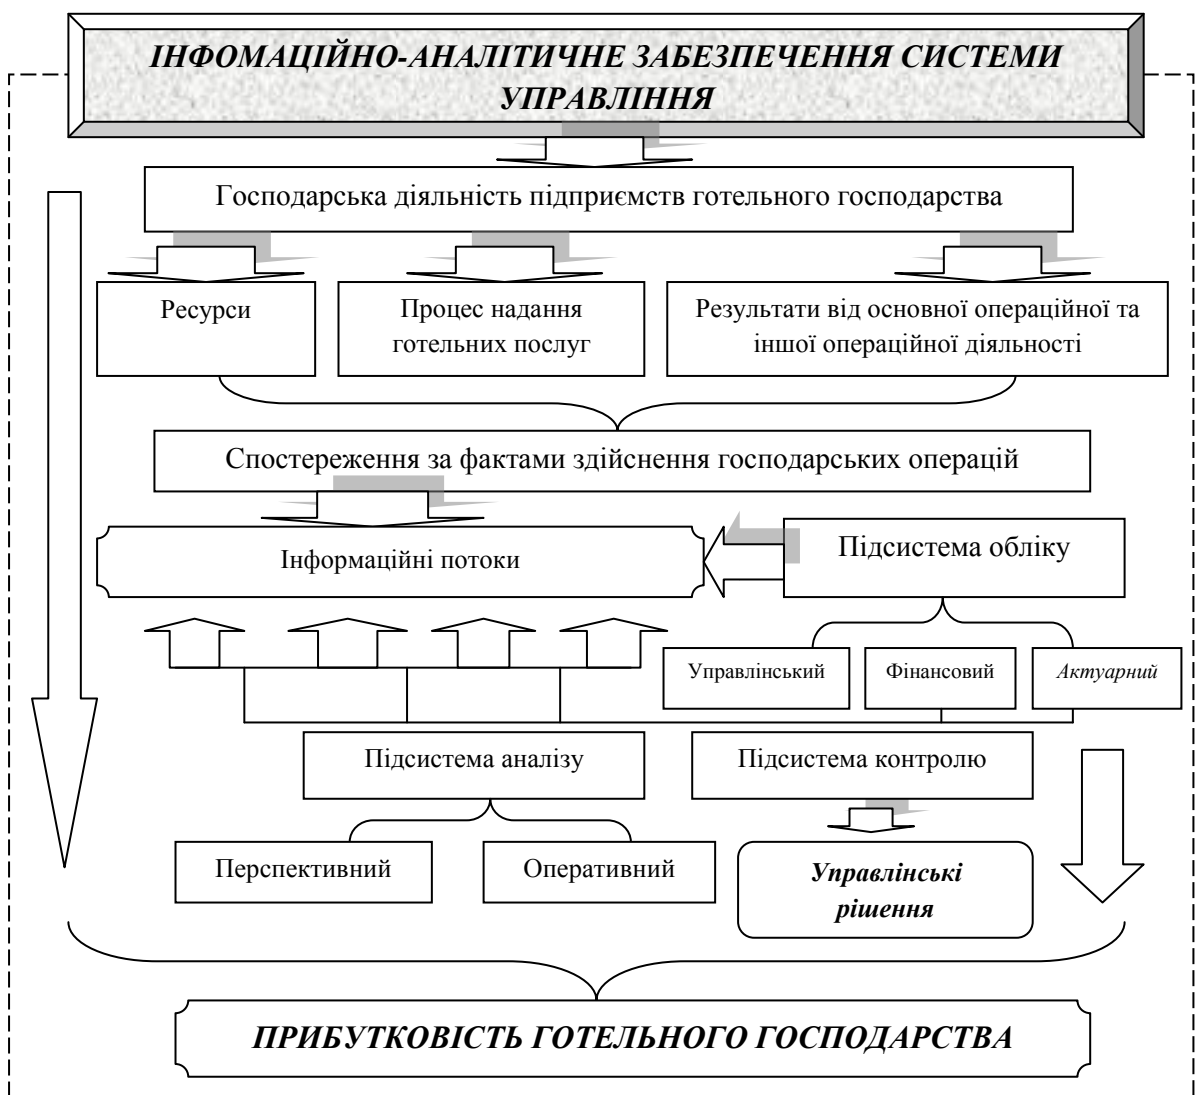 ІНФОМАЦІЙНО-АНАЛІТИЧНЕ ЗАБЕЗПЕЧЕННЯ СИСТЕМИ
УПРАВЛІННЯ
Господарська діяльність підприємств готельного господарства
Ресурси
Процес надання
готельних послуг
Результати від основної операційної та
іншої операційної діяльності
Спостереження за фактами здійснення господарських операцій
Інформаційні потоки
Підсистема обліку
Управлінський
Фінансовий
Актуарний
Підсистема аналізу
Підсистема контролю
Перспективний
Оперативний
Управлінські
рішення
ПРИБУТКОВІСТЬ ГОТЕЛЬНОГО ГОСПОДАРСТВА